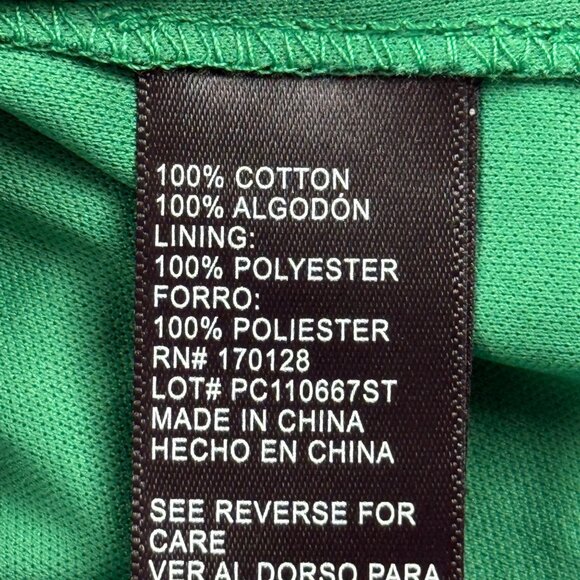 100% COTTON
100% ALGODÓN
LINING:
100% POLYESTER
FORRO:
100% POLIESTER
RN# 170128
LOT# PC110667ST
MADE IN CHINA
HECHO EN CHINA
SEE REVERSE FOR
CARE
VER AL DORSO PARA